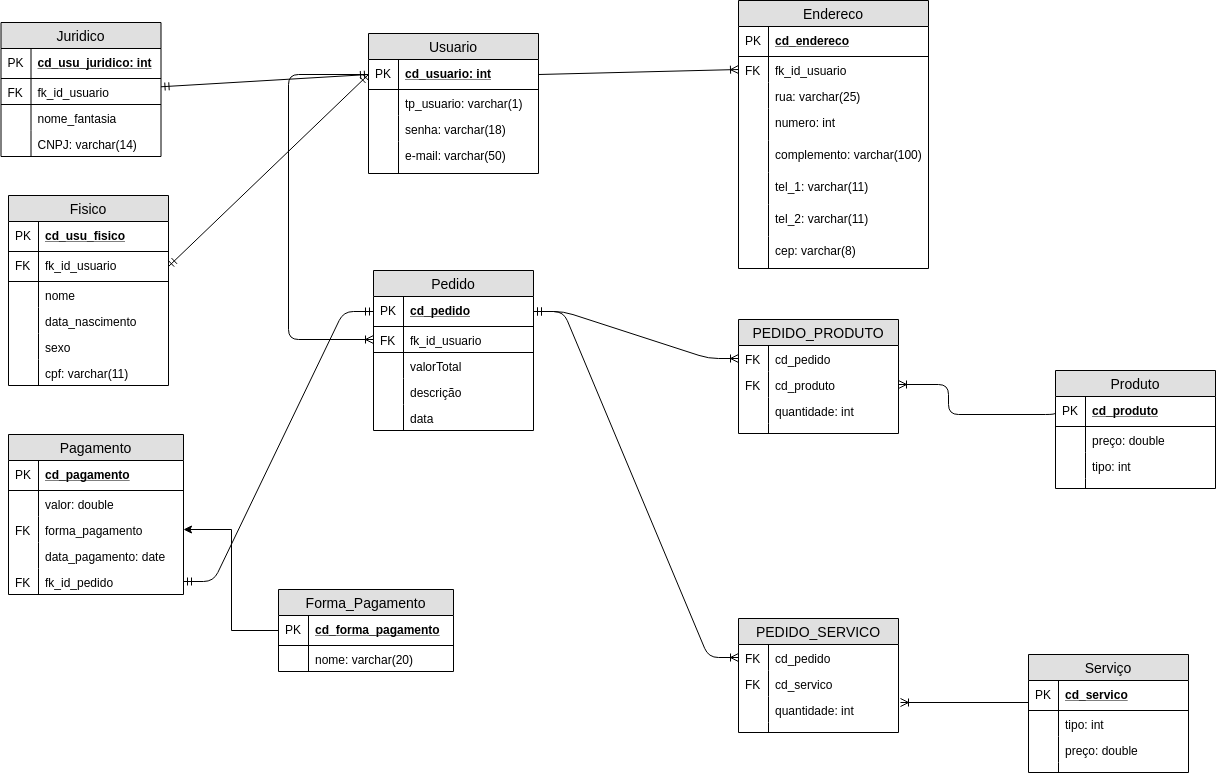 Juridico
PK cd_usu_juridico: int
FK fk_id_usuario
nome_fantasia
CNPJ: varchar(14)
Usuario
PK cd_usuario: int
tp_usuario: varchar(1)
senha: varchar(18)
e-mail: varchar(50)
Endereco
PK cd_endereco
FK fk_id_usuario
rua: varchar(25)
numero: int
complemento: varchar(100)
tel_1: varchar(11)
tel_2: varchar(11)
cep: varchar(8)
Fisico
PK cd_usu_fisico
FK fk_id_usuario
nome
data_nascimento
sexo
cpf: varchar(11)
Pedido
PK cd_pedido
FK fk_id_usuario
valorTotal
descrição
data
PEDIDO_PRODUTO
FK cd_pedido
FK cd_produto
quantidade: int
Produto
PK cd_produto
preço: double
tipo: int
Pagamento
PK cd_pagamento
valor: double
FK forma_pagamento
data_pagamento: date
FK fk_id_pedido
Forma_Pagamento
PK cd_forma_pagamento
nome: varchar(20)
PEDIDO_SERVICO
FK cd_pedido
FK cd_servico
quantidade: int
Serviço
PK cd_servico
tipo: int
preço: double